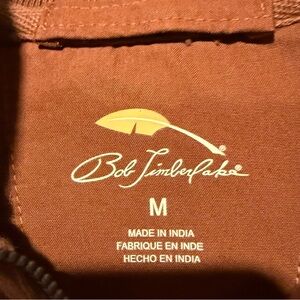 Bob Timberlake
M
MADE IN INDIA
FABRIQUE EN INDE
HECHO EN INDIA